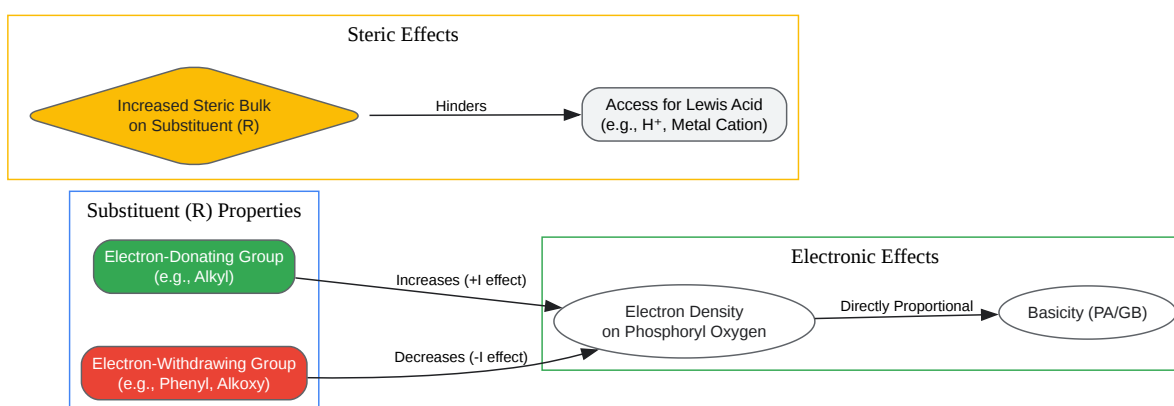 Steric Effects
Increased Steric Bulk
on Substituent (R)
Hinders
Access for Lewis Acid
(e.g., H⁺, Metal Cation)
Substituent (R) Properties
Electron-Donating Group
(e.g., Alkyl)
Increases (+I effect)
Electron-Withdrawing Group
(e.g., Phenyl, Alkoxy)
Decreases (-I effect)
Electronic Effects
Electron Density
on Phosphoryl Oxygen
Directly Proportional
Basicity (PA/GB)